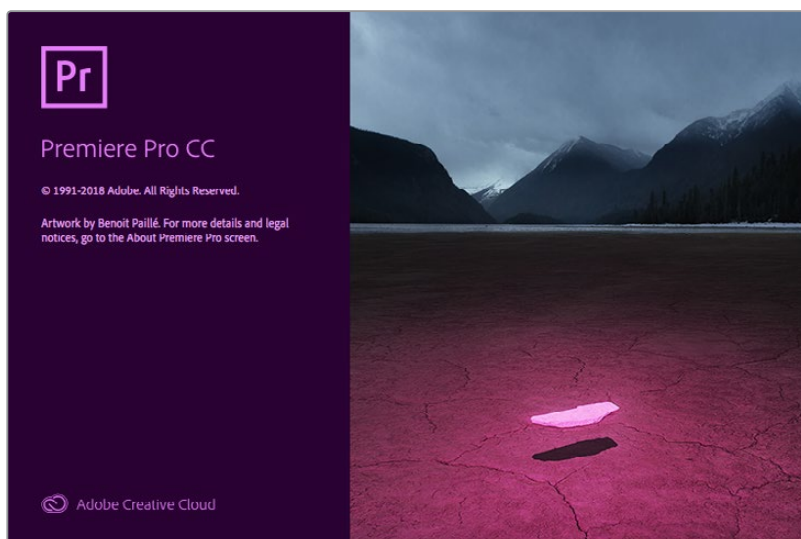 Pr
Premiere Pro CC
© 1991-2018 Adobe. All Rights Reserved.
Artwork by Benoit Paillé. For more details and legal
notices, go to the About Premiere Pro screen.
Adobe Creative Cloud